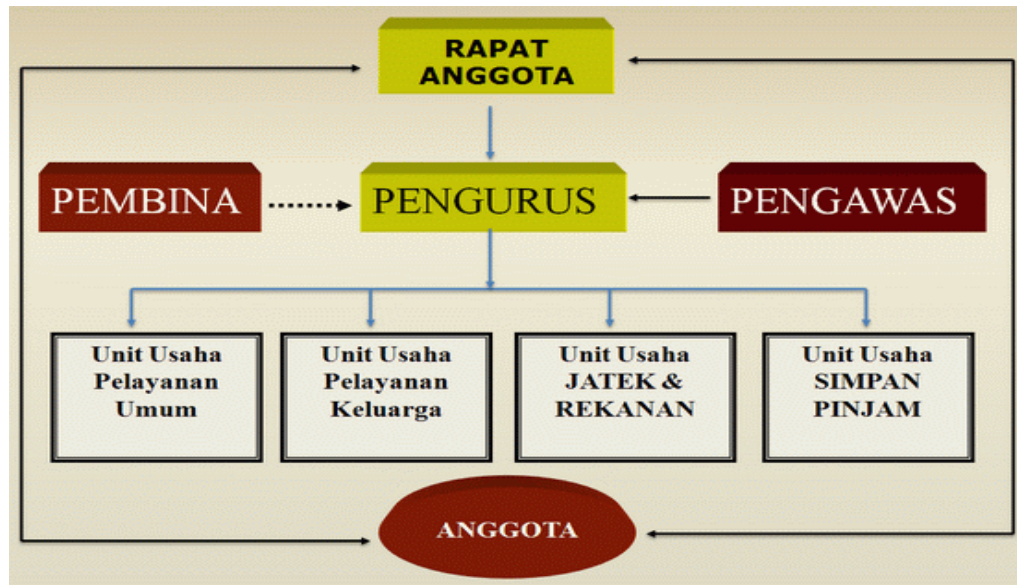 RAPAT
ANGGOTA
PEMBINA
PENGURUS
PENGAWAS
Unit Usaha
Pelayanan
Umum
Unit Usaha
Pelayanan
Keluarga
Unit Usaha
JATEK &
REKANAN
Unit Usaha
SIMPAN
PINJAM
ANGGOTA